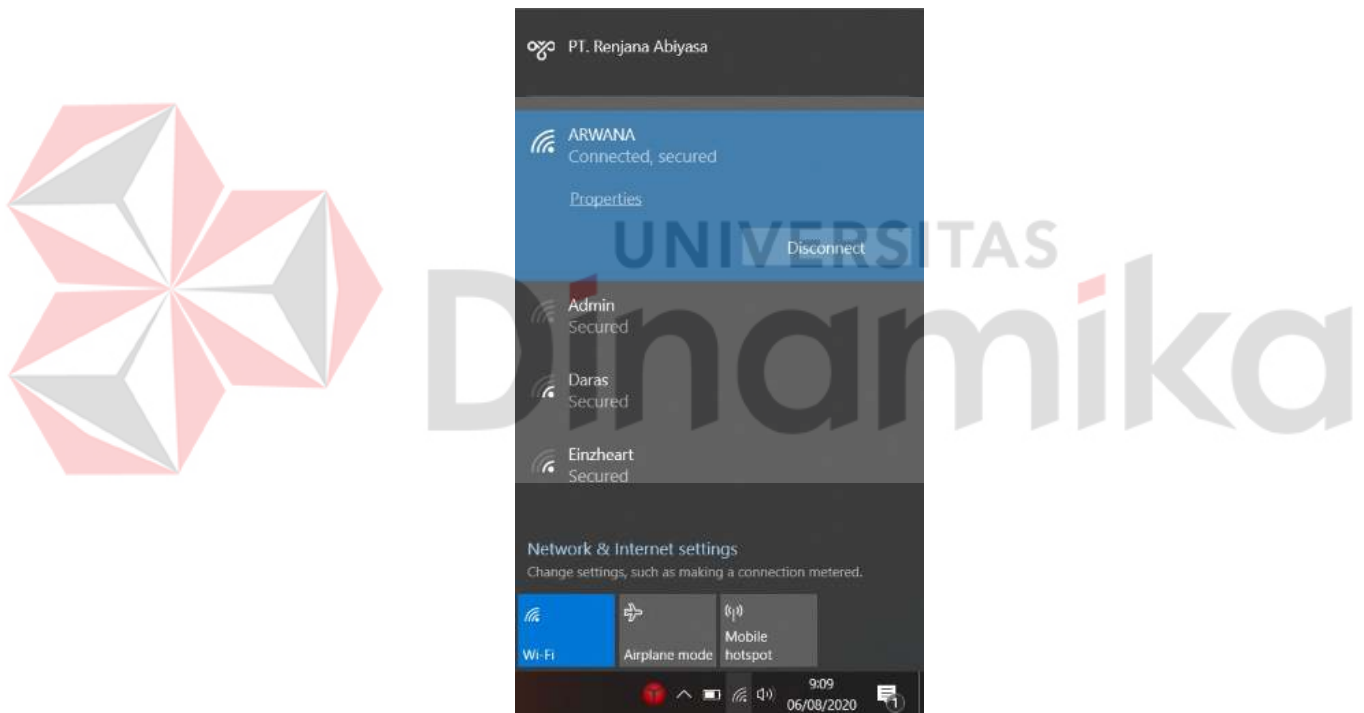 PT. Renjana Abiyasa
ARWANA
Connected, secured
Properties
UNIVERSITAS
Disconnect
Dinamika
Admin
Secured
Daras
Secured
Einzheart
Secured
Network & Internet settings
Change settings, such as making a connection metered.
Wi-Fi
Airplane mode
Mobile
hotspot
9:09
06/08/2020
1